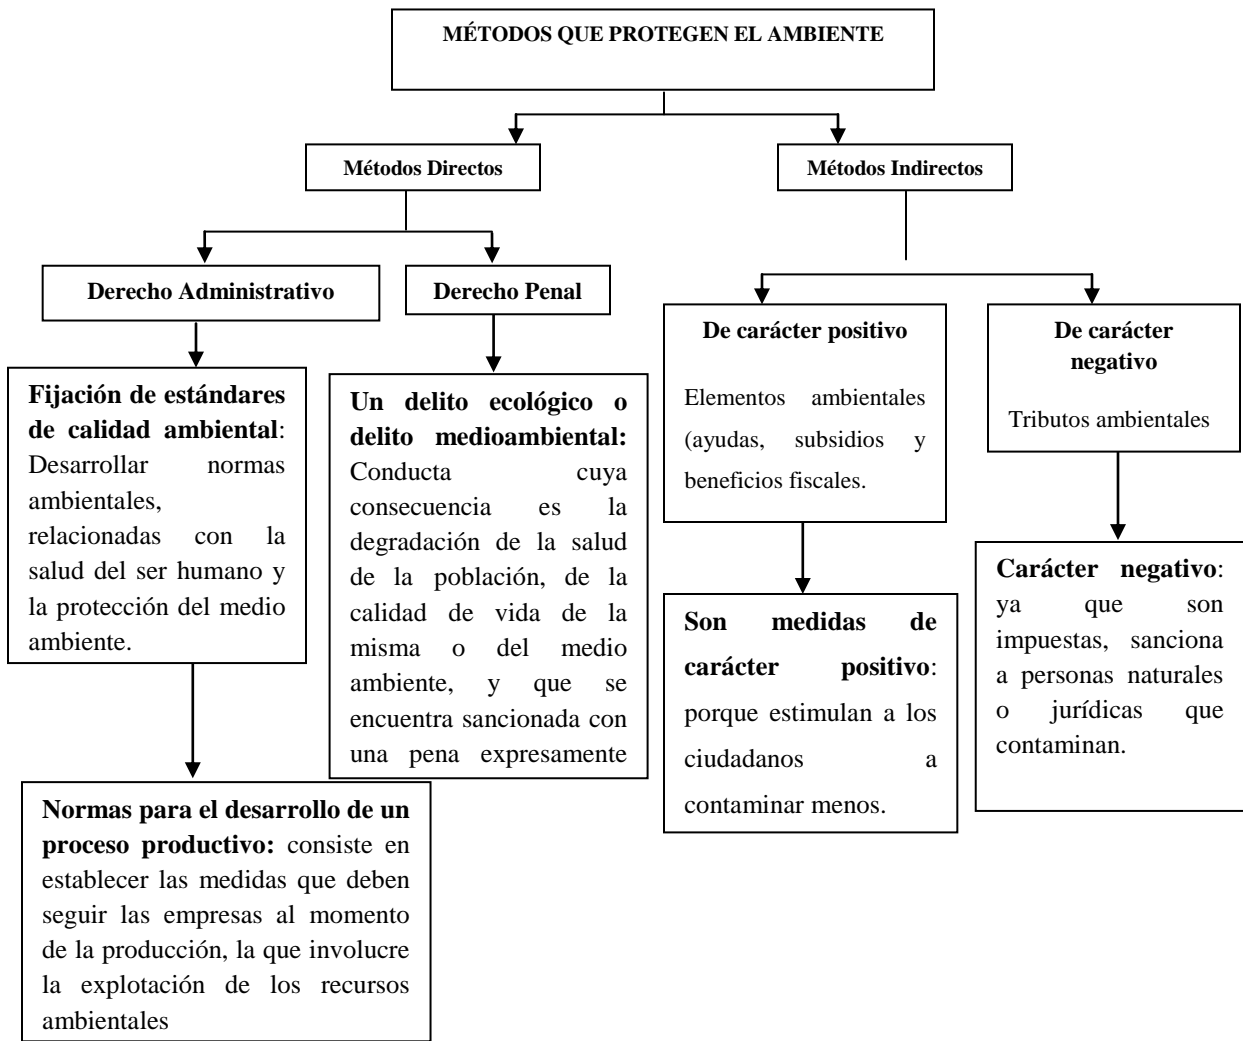 MÉTODOS QUE PROTEGEN EL AMBIENTE
Métodos Directos
Métodos Indirectos
Derecho Administrativo
Derecho Penal
De carácter positivo
Elementos ambientales
(ayudas, subsidios y
beneficios fiscales.
De carácter
negativo
Tributos ambientales
Fijación de estándares
de calidad ambiental:
Desarrollar normas
ambientales,
relacionadas con la
salud del ser humano y
la protección del medio
ambiente.
Un delito ecológico o
delito medioambiental:
Conducta cuya
consecuencia es la
degradación de la salud
de la población, de la
calidad de vida de la
misma o del medio
ambiente, y que se
encuentra sancionada con
una pena expresamente
Son medidas de
carácter positivo:
porque estimulan a los
ciudadanos a
contaminar menos.
Carácter negativo:
ya que son
impuestas, sanciona
a personas naturales
o jurídicas que
contaminan.
Normas para el desarrollo de un
proceso productivo: consiste en
establecer las medidas que deben
seguir las empresas al momento
de la producción, la que involucre
la explotación de los recursos
ambientales